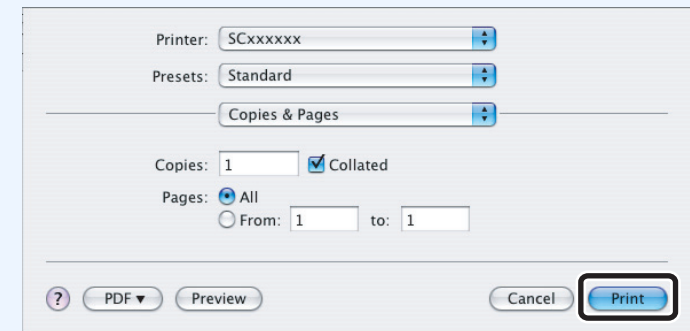 Printer: SCxxxxxx
Presets: Standard
Copies & Pages
Copies: 1 Collated
Pages: All
From: 1 to: 1
? PDF▼ Preview Cancel Print